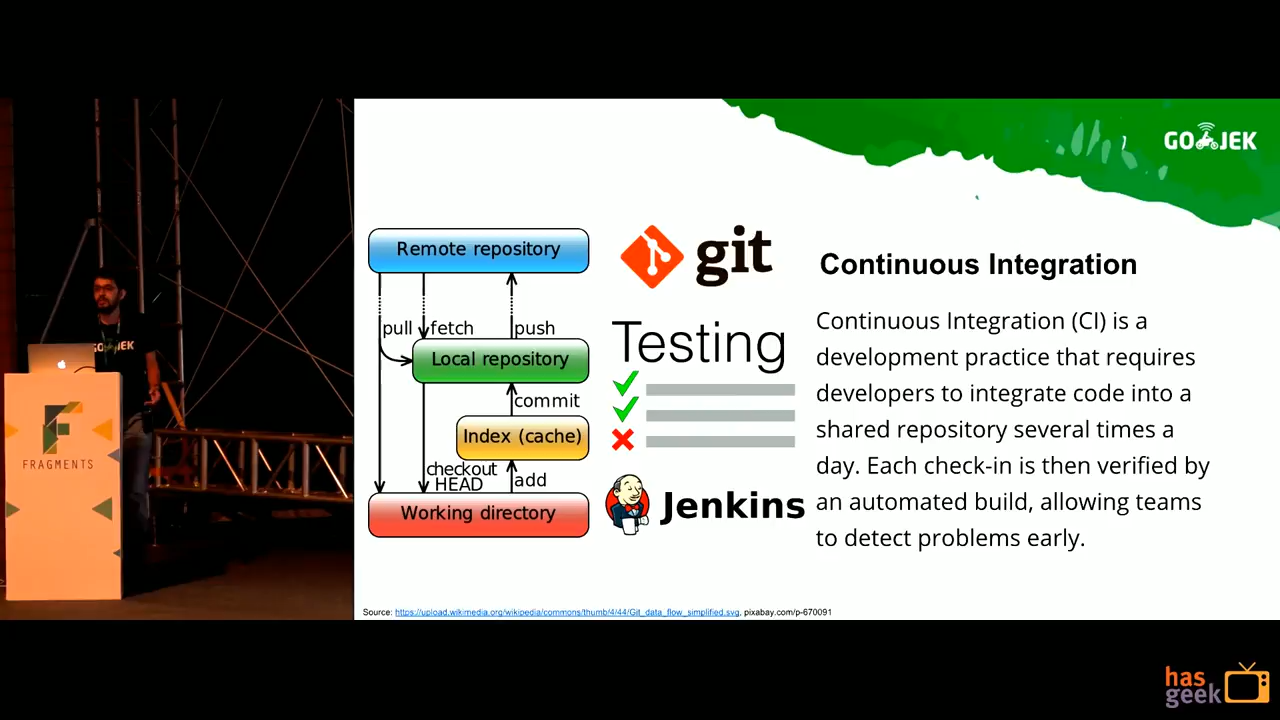 GO JEK
Remote repository
git
Continuous Integration
pull
fetch
push
Testing
Continuous Integration (CI) is a
development practice that requires
developers to integrate code into a
shared repository several times a
day. Each check-in is then verified by
an automated build, allowing teams
to detect problems early.
Local repository
commit
Index (cache)
checkout
HEAD
add
Working directory
Jenkins
Source: https://upload.wikimedia.org/wikipedia/commons/thumb/4/44/Git_data_flow_simplified.svg, pixabay.com/p-670091
GOJEK
FRAGMENTS
has
geek